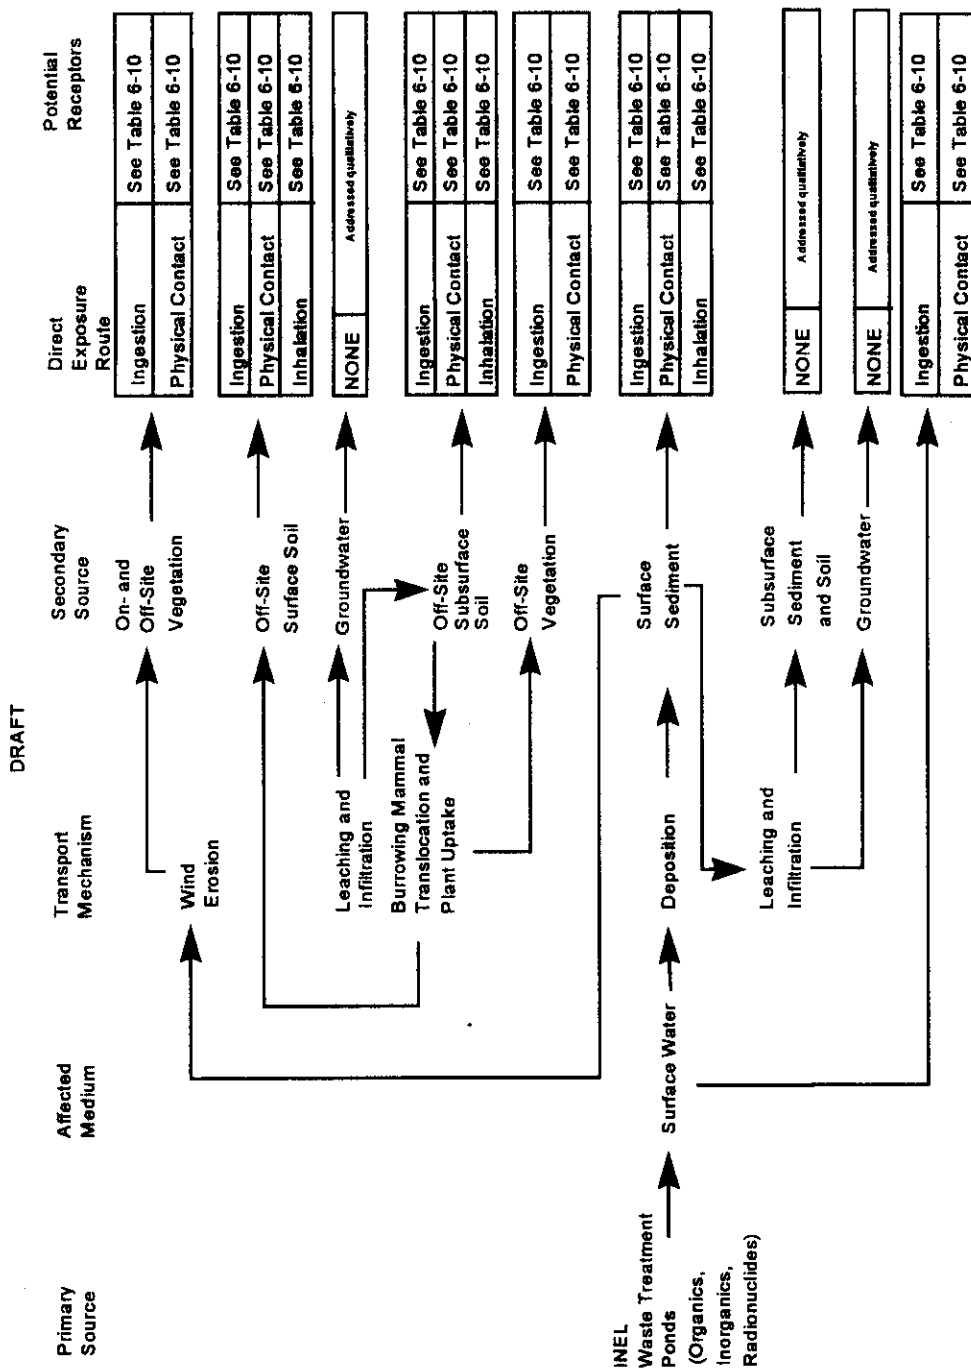 DRAFT
Primary
Source
Affected
Medium
Transport
Mechanism
Secondary
Source
Direct
Exposure
Route
Potential
Receptors
INEL
Waste Treatment
Ponds
(Organics,
Inorganics,
Radionuclides)
Surface Water
Wind
Erosion
Leaching and
Infiltration
Burrowing Mammal
Translocation and
Plant Uptake
Deposition
Leaching and
Infiltration
On- and
Off-Site
Vegetation
Off-Site
Surface Soil
Groundwater
Off-Site
Subsurface
Soil
Off-Site
Vegetation
Surface
Sediment
Subsurface
Sediment
and Soil
Groundwater
Ingestion See Table 6-10
Physical Contact See Table 6-10
Ingestion See Table 6-10
Physical Contact See Table 6-10
Inhalation See Table 6-10
NONE Addressed qualitatively
Ingestion See Table 6-10
Physical Contact See Table 6-10
Inhalation See Table 6-10
Ingestion See Table 6-10
Physical Contact See Table 6-10
Ingestion See Table 6-10
Physical Contact See Table 6-10
Inhalation See Table 6-10
NONE Addressed qualitatively
NONE Addressed qualitatively
Ingestion See Table 6-10
Physical Contact See Table 6-10